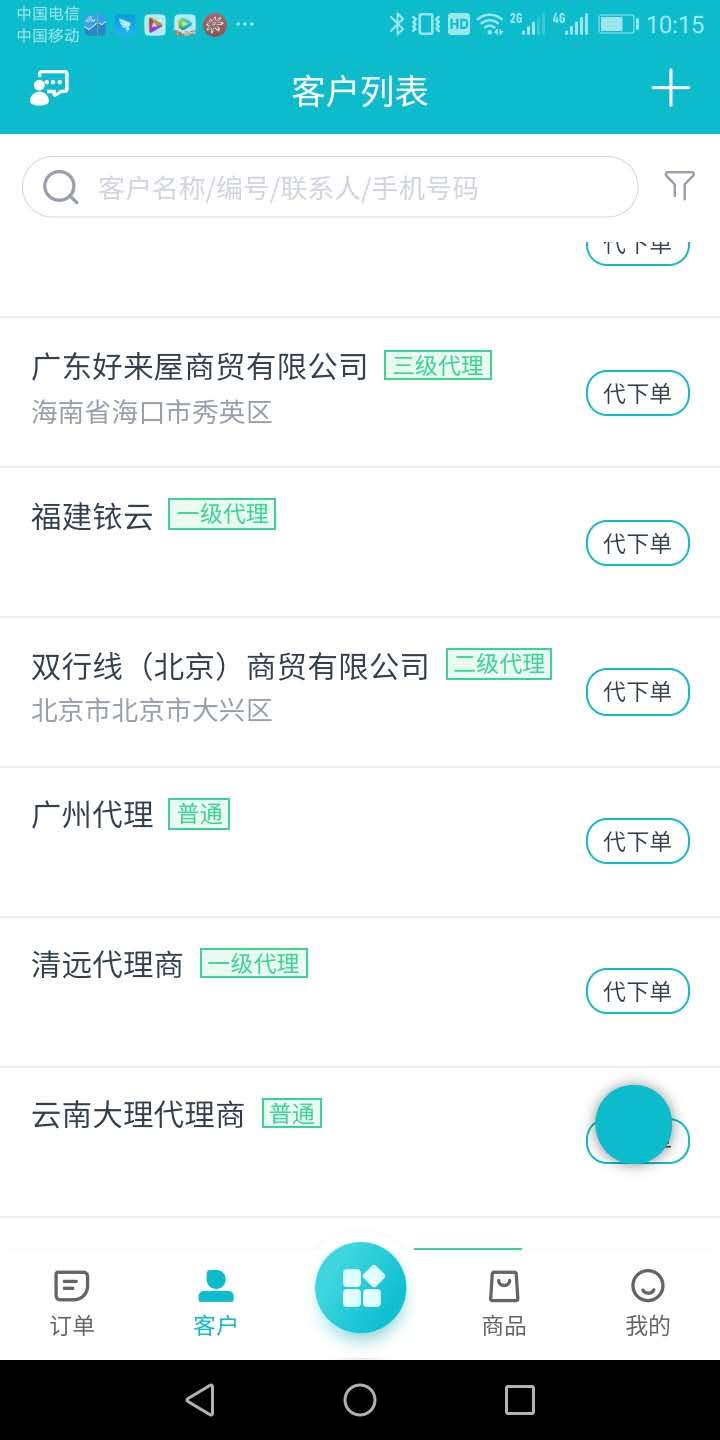 中国电信
中国移动
HD
2G
4G
10:15
客户列表
客户名称/编号/联系人/手机号码
代下单
广东好来屋商贸有限公司 三级代理
海南省海口市秀英区
代下单
福建铱云 一级代理
代下单
双行线（北京）商贸有限公司 二级代理
北京市北京市大兴区
代下单
广州代理 普通
代下单
清远代理商 一级代理
代下单
云南大理代理商 普通
订单
客户
商品
我的